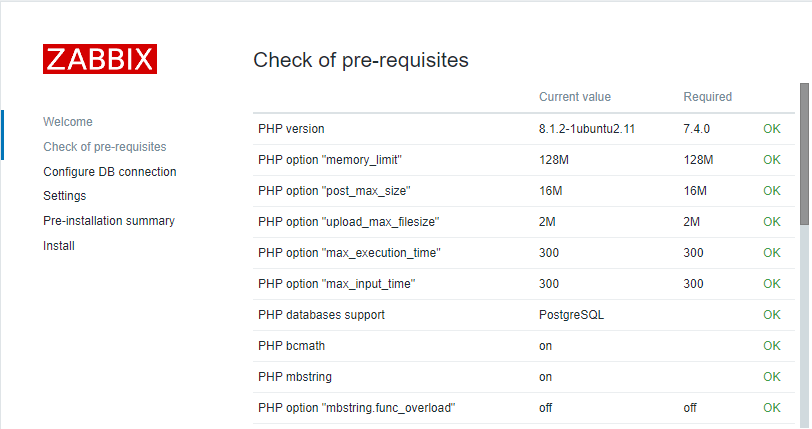 ZABBIX
Welcome
Check of pre-requisites
Configure DB connection
Settings
Pre-installation summary
Install
Check of pre-requisites
Current value Required
PHP version 8.1.2-1ubuntu2.11 7.4.0 OK
PHP option "memory_limit" 128M 128M OK
PHP option "post_max_size" 16M 16M OK
PHP option "upload_max_filesize" 2M 2M OK
PHP option "max_execution_time" 300 300 OK
PHP option "max_input_time" 300 300 OK
PHP databases support PostgreSQL OK
PHP bcmath on OK
PHP mbstring on OK
PHP option "mbstring.func_overload" off off OK